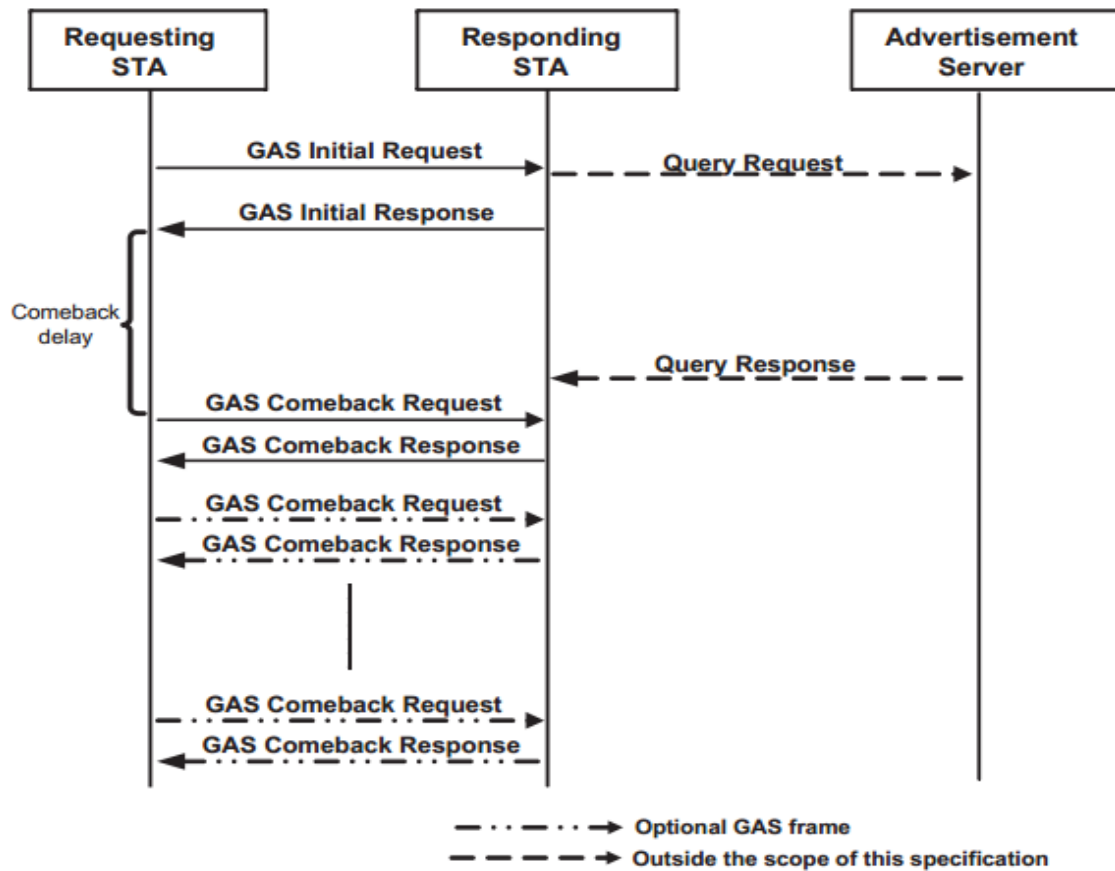 Requesting
STA
Responding
STA
Advertisement
Server
GAS Initial Request
Query Request
GAS Initial Response
Comeback
delay
Query Response
GAS Comeback Request
GAS Comeback Response
GAS Comeback Request
GAS Comeback Response
GAS Comeback Request
GAS Comeback Response
Optional GAS frame
Outside the scope of this specification